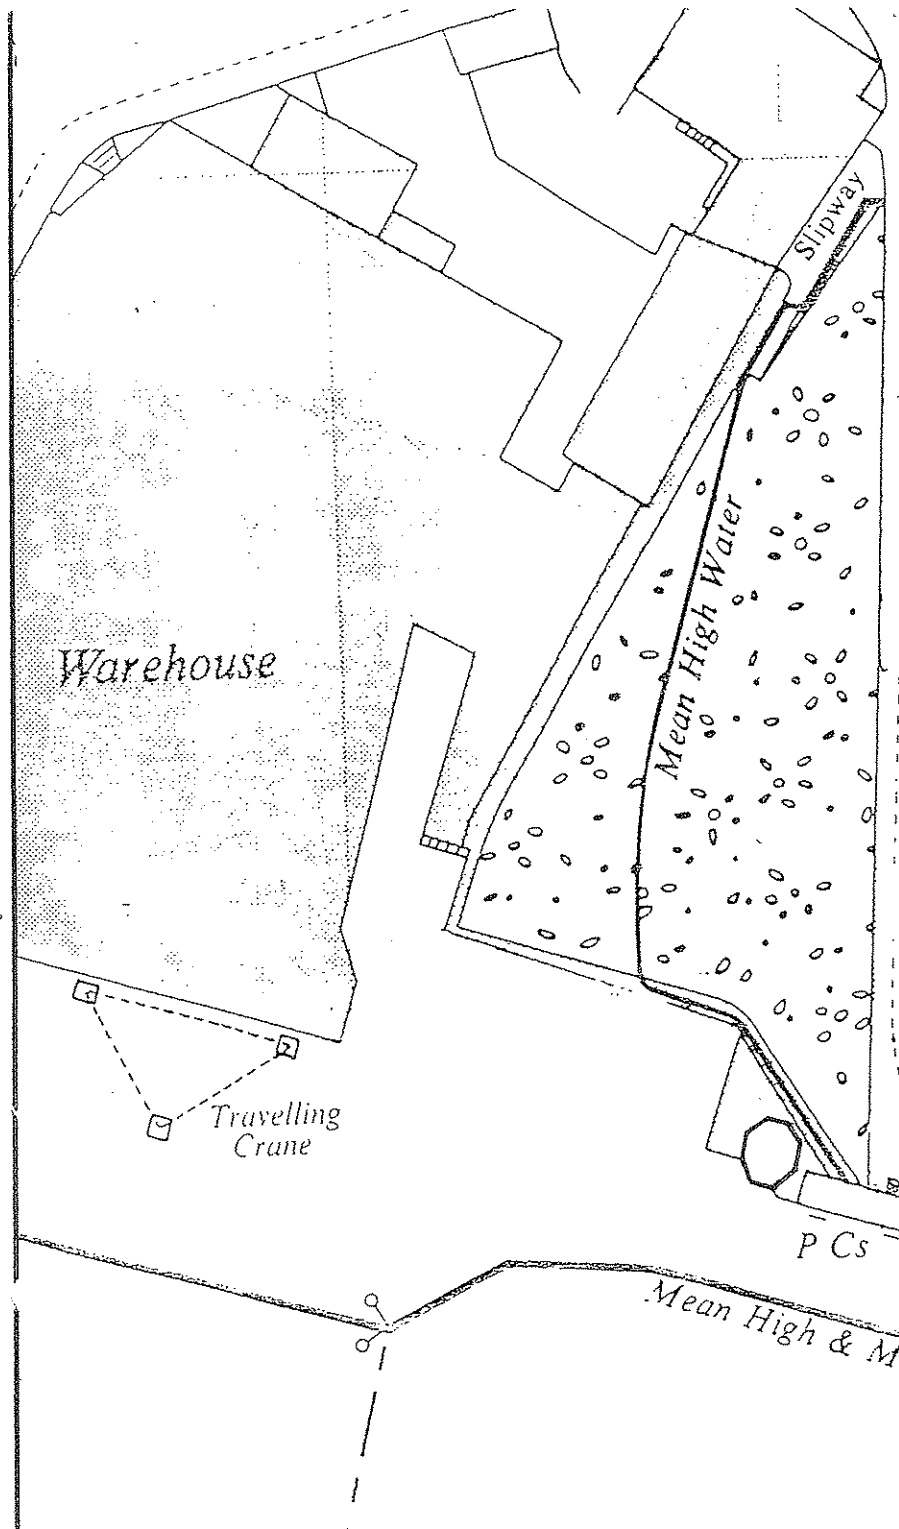 Slipway
Mean High Water
Warehouse
Travelling
Crane
P Cs
Mean High & M